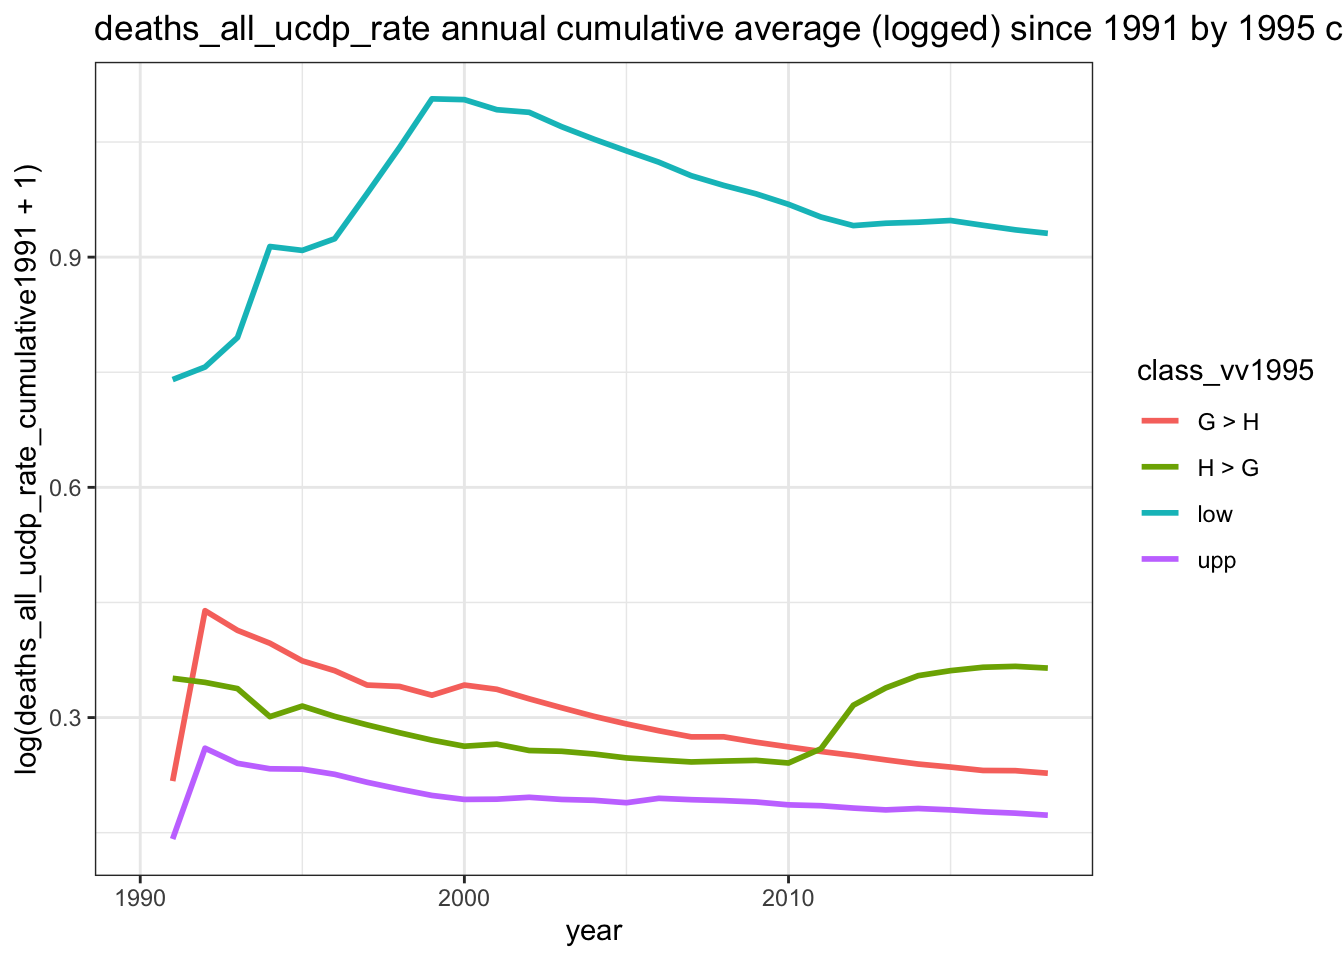 deaths_all_ucdp_rate annual cumulative average (logged) since 1991 by 1995 c
log(deaths_all_ucdp_rate_cumulative1991 + 1)
0.9
0.6
0.3
1990
2000
2010
year
class_vv1995
G > H
H > G
low
upp